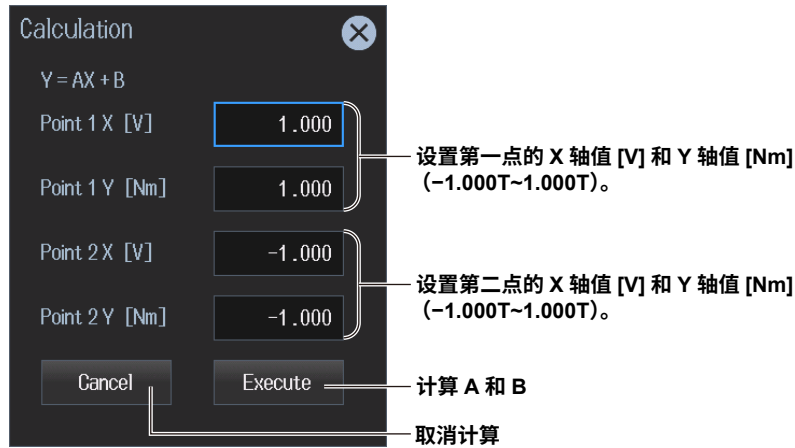 Calculation
Y = AX + B
Point 1 X [V]
1.000
设置第一点的 X 轴值 [V] 和 Y 轴值 [Nm]
（−1.000T~1.000T）。
Point 1 Y [Nm]
1.000
Point 2 X [V]
−1.000
设置第二点的 X 轴值 [V] 和 Y 轴值 [Nm]
（−1.000T~1.000T）。
Point 2 Y [Nm]
−1.000
Cancel
Execute
计算 A 和 B
取消计算